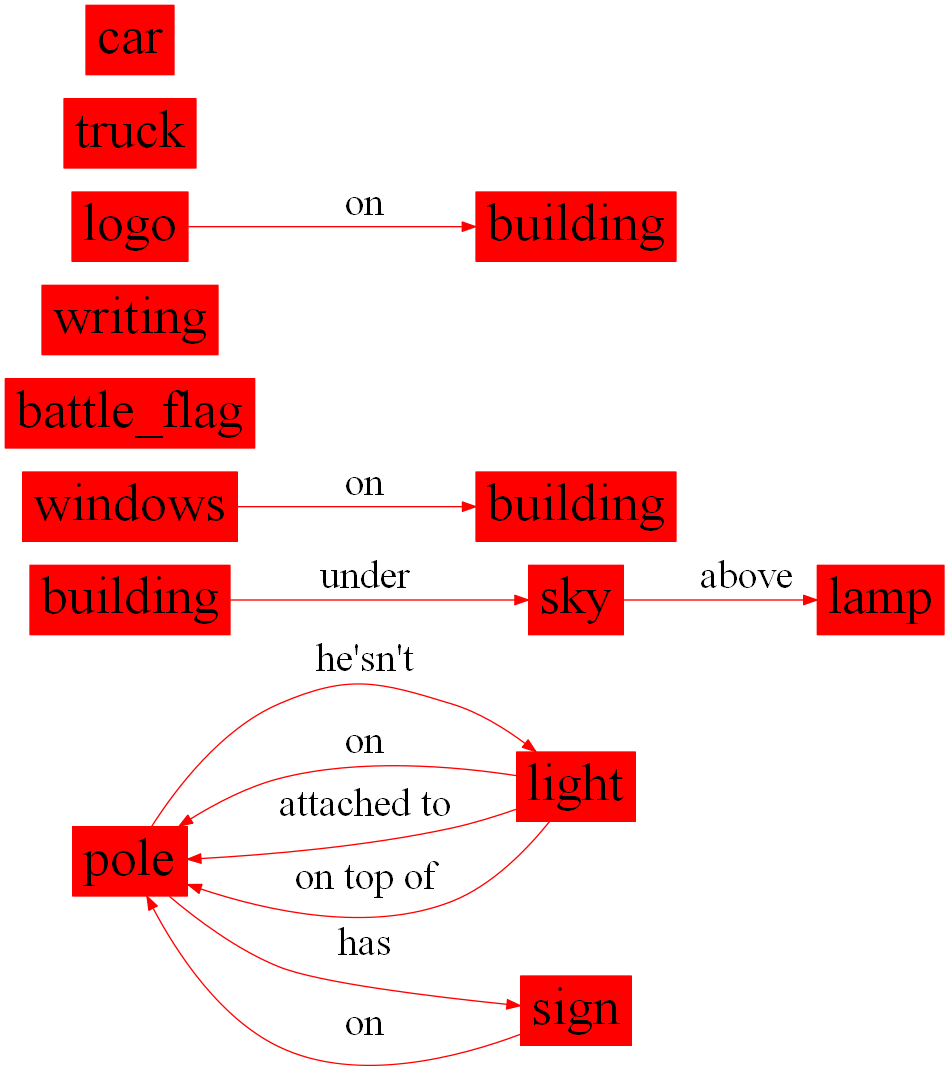 car
truck
logo on building
writing
battle_flag
windows on building
building under sky above lamp
he'sn't
on
light
attached to
pole
on top of
has
sign
on